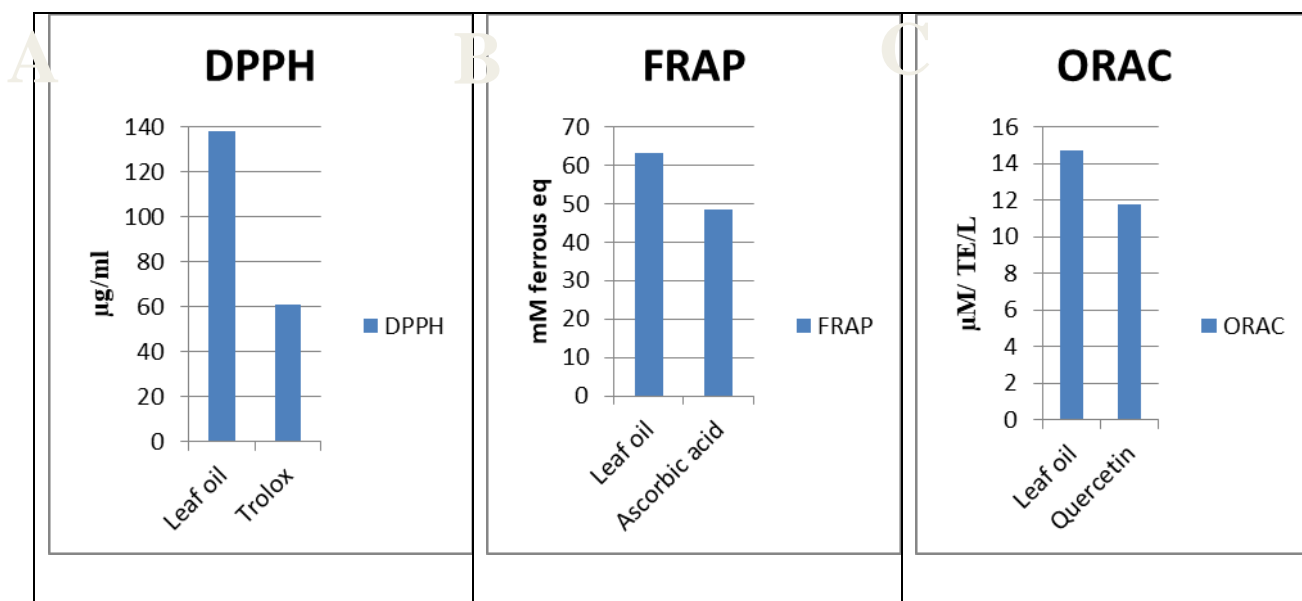 A
DPPH
140
120
100
80
60
40
20
0
µg/ml
Leaf oil
Trolox
DPPH
B
FRAP
70
60
50
40
30
20
10
0
mM ferrous eq
Leaf oil
Ascorbic acid
FRAP
C
ORAC
16
14
12
10
8
6
4
2
0
µM/ TE/L
Leaf oil
Quercetin
ORAC